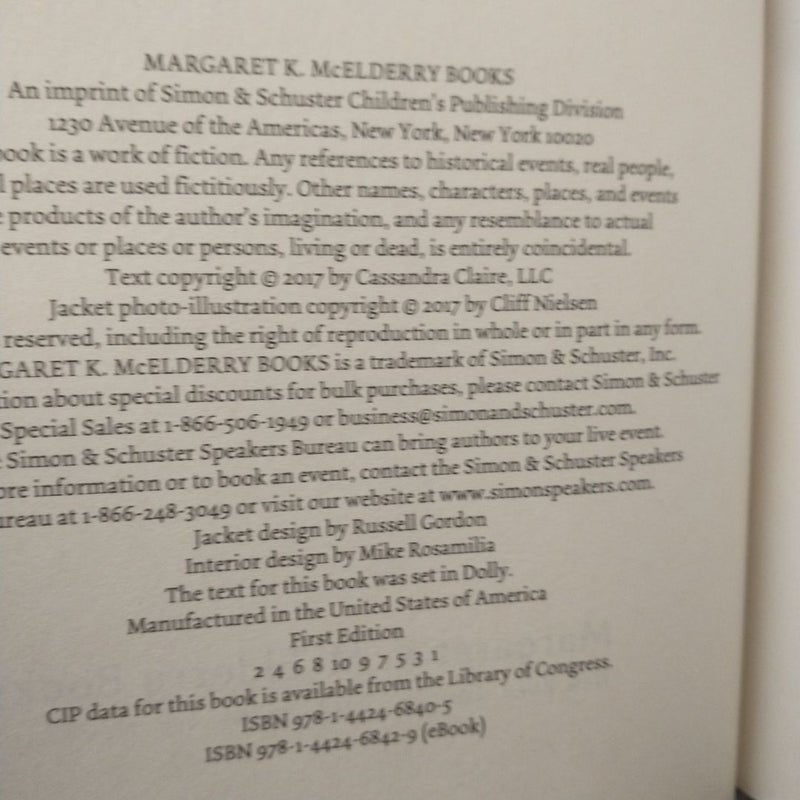 MARGARET K. McELDERRY BOOKS
An imprint of Simon & Schuster Children's Publishing Division
1230 Avenue of the Americas, New York, New York 10020
ook is a work of fiction. Any references to historical events, real people,
l places are used fictitiously. Other names, characters, places, and events
e products of the author's imagination, and any resemblance to actual
events or places or persons, living or dead, is entirely coincidental.
Text copyright © 2017 by Cassandra Claire, LLC
Jacket photo-illustration copyright © 2017 by Cliff Nielsen
reserved, including the right of reproduction in whole or in part in any form.
GARET K. McELDERRY BOOKS is a trademark of Simon & Schuster, Inc.
ion about special discounts for bulk purchases, please contact Simon & Schuster
Special Sales at 1-866-506-1949 or business@simonandschuster.com.
Simon & Schuster Speakers Bureau can bring authors to your live event.
ore information or to book an event, contact the Simon & Schuster Speakers
ureau at 1-866-248-3049 or visit our website at www.simonspeakers.com.
Jacket design by Russell Gordon
Interior design by Mike Rosamilia
The text for this book was set in Dolly.
Manufactured in the United States of America
First Edition
2 4 6 8 10 9 7 5 3 1
CIP data for this book is available from the Library of Congress.
ISBN 978-1-4424-6840-5
ISBN 978-1-4424-6842-9 (eBook)